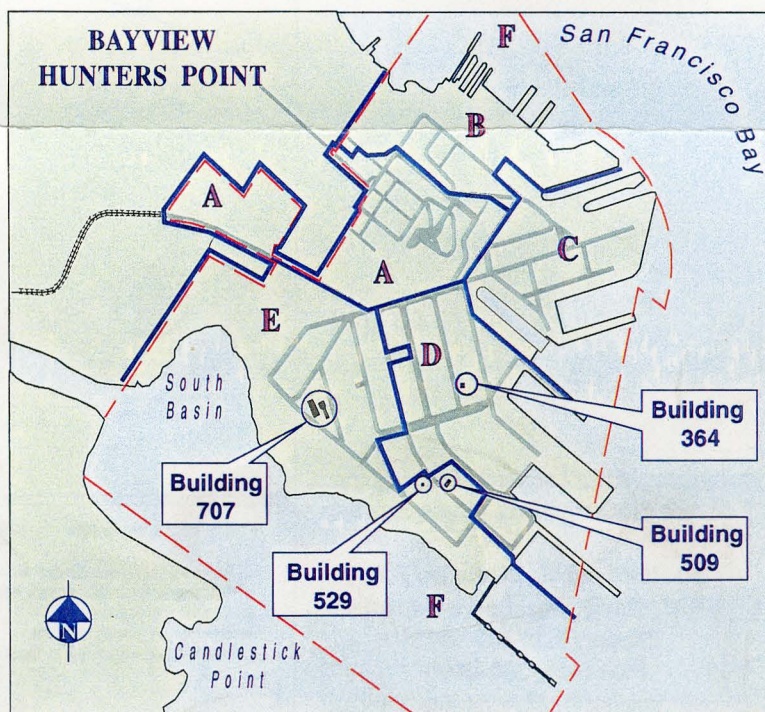 BAYVIEW
HUNTERS POINT
F
San Francisco Bay
B
A
C
A
E
D
South
Basin
Building
364
Building
707
Building
509
Building
529
F
N
Candlestick
Point